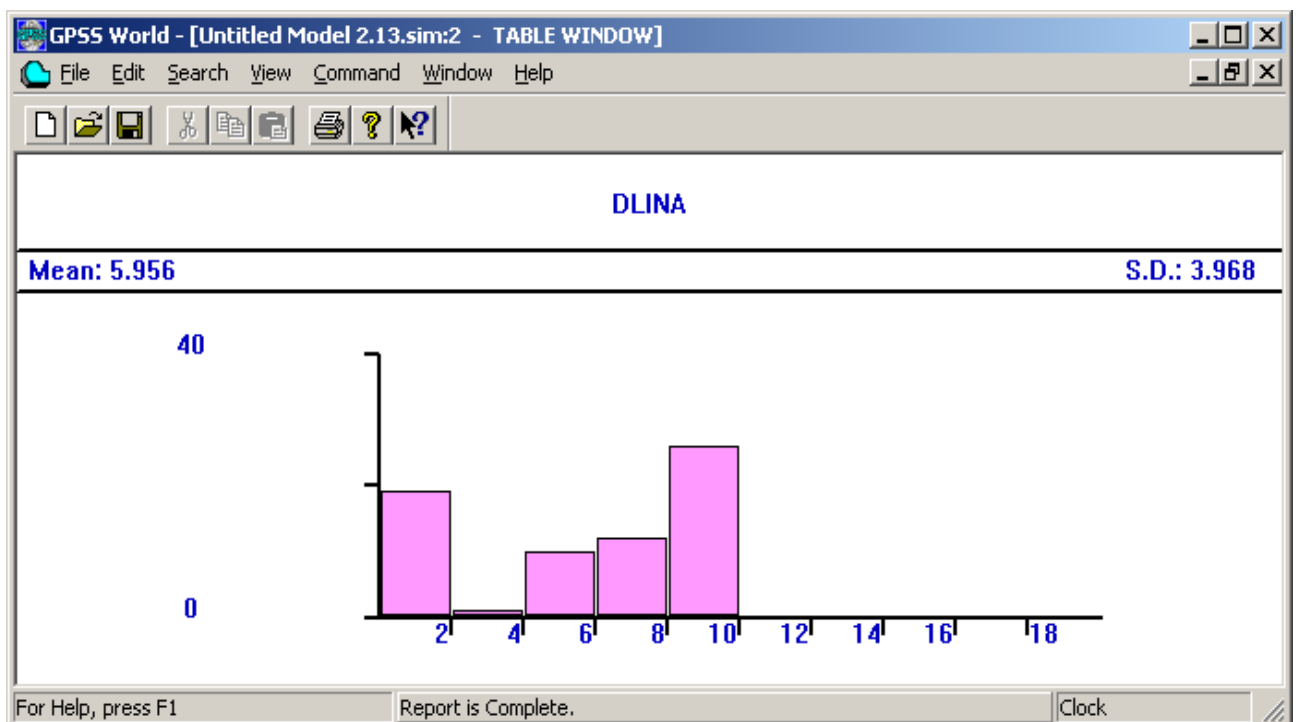 GPSS World - [Untitled Model 2.13.sim:2 - TABLE WINDOW]
File Edit Search View Command Window Help
DLINA
Mean: 5.956 S.D.: 3.968
40
0
2 4 6 8 10 12 14 16 18
For Help, press F1 Report is Complete. Clock